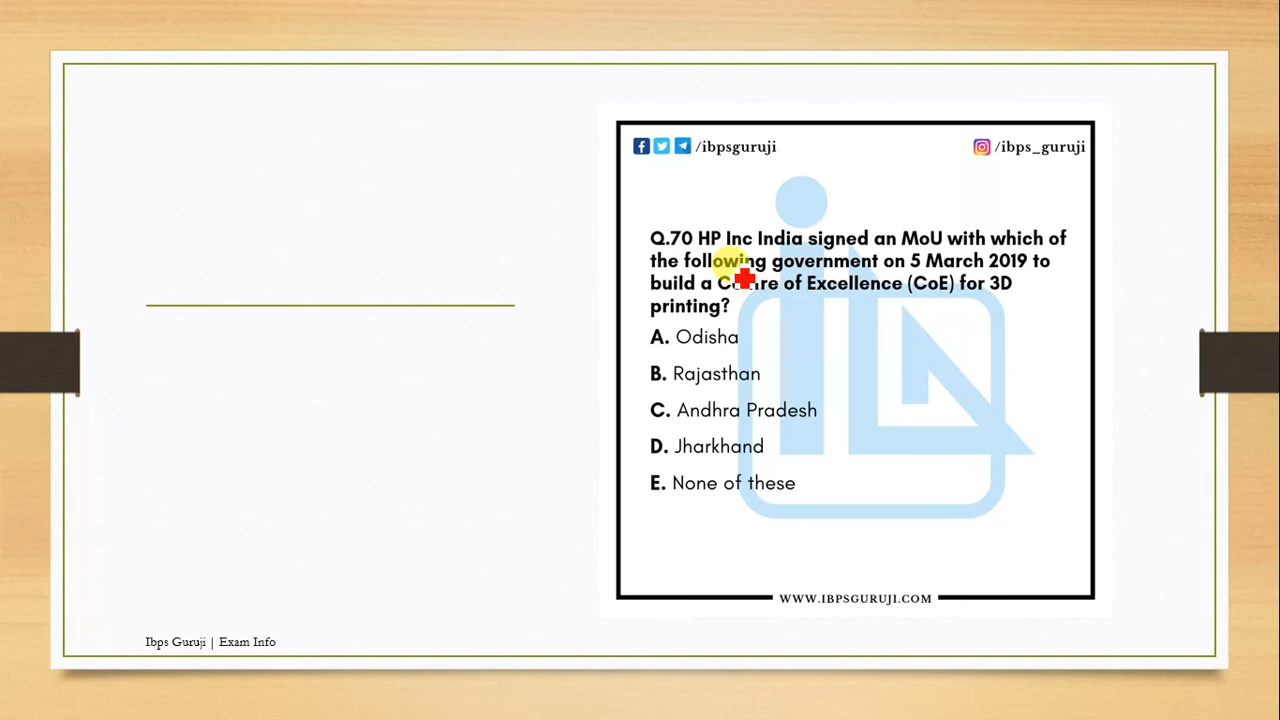 /ibpsguruji
/ibps_guruji
Q.70 HP Inc India signed an MoU with which of
the following government on 5 March 2019 to
build a Centre of Excellence (CoE) for 3D
printing?
A. Odisha
B. Rajasthan
C. Andhra Pradesh
D. Jharkhand
E. None of these
WWW.IBPSGURUJI.COM
Ibps Guruji | Exam Info